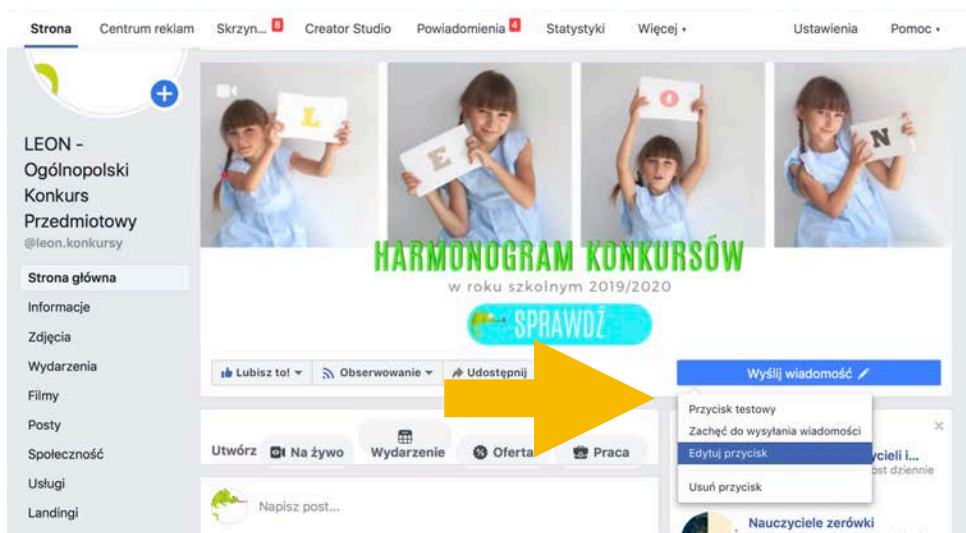 Strona Centrum reklam Skrzyn... 8 Creator Studio Powiadomienia 4 Statystyki Więcej Ustawienia Pomoc
LEON -
Ogólnopolski
Konkurs
Przedmiotowy
@leon.konkursy
Strona główna
Informacje
Zdjęcia
Wydarzenia
Filmy
Posty
Społeczność
Usługi
Landingi
L E O N
HARMONOGRAM KONKURSÓW
w roku szkolnym 2019/2020
SPRAWDŹ
Lubisz to! Obserwowanie Udostępnij
Wyślij wiadomość
Przycisk testowy
Zachęć do wysyłania wiadomości
Edytuj przycisk
Usuń przycisk
Utwórz Na żywo Wydarzenie Oferta Praca
Napisz post...
ycieli i...
ost dziennie
Nauczyciele zerówki